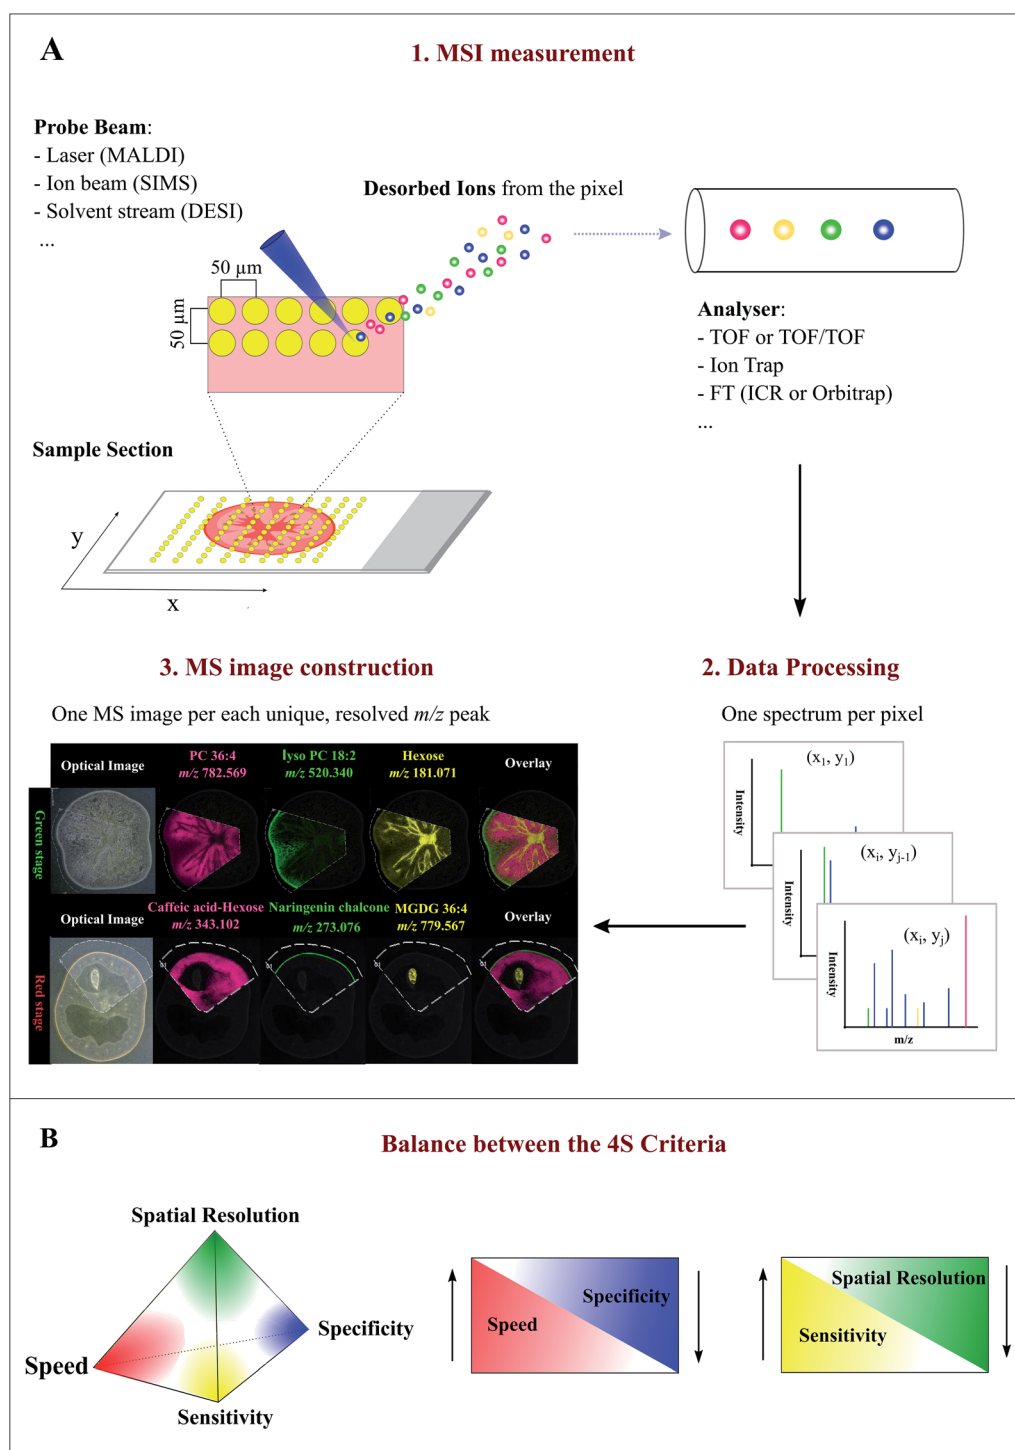 A
1. MSI measurement
Probe Beam:
- Laser (MALDI)
- Ion beam (SIMS)
- Solvent stream (DESI)
...
Desorbed Ions from the pixel
50 µm
50 µm
Analyser:
- TOF or TOF/TOF
- Ion Trap
- FT (ICR or Orbitrap)
...
Sample Section
y
x
3. MS image construction
One MS image per each unique, resolved m/z peak
Optical Image
PC 36:4
m/z 782.569
lyso PC 18:2
m/z 520.340
Hexose
m/z 181.071
Overlay
Green stage
Optical Image
Caffeic acid-Hexose
m/z 343.102
Naringenin chalcone
m/z 273.076
MGDG 36:4
m/z 779.567
Overlay
Red stage
2. Data Processing
One spectrum per pixel
(x1, y1)
Intensity
(xi, yj-1)
Intensity
(xi, yj)
Intensity
m/z
B
Balance between the 4S Criteria
Spatial Resolution
Specificity
Speed
Sensitivity
Specificity
Speed
Spatial Resolution
Sensitivity